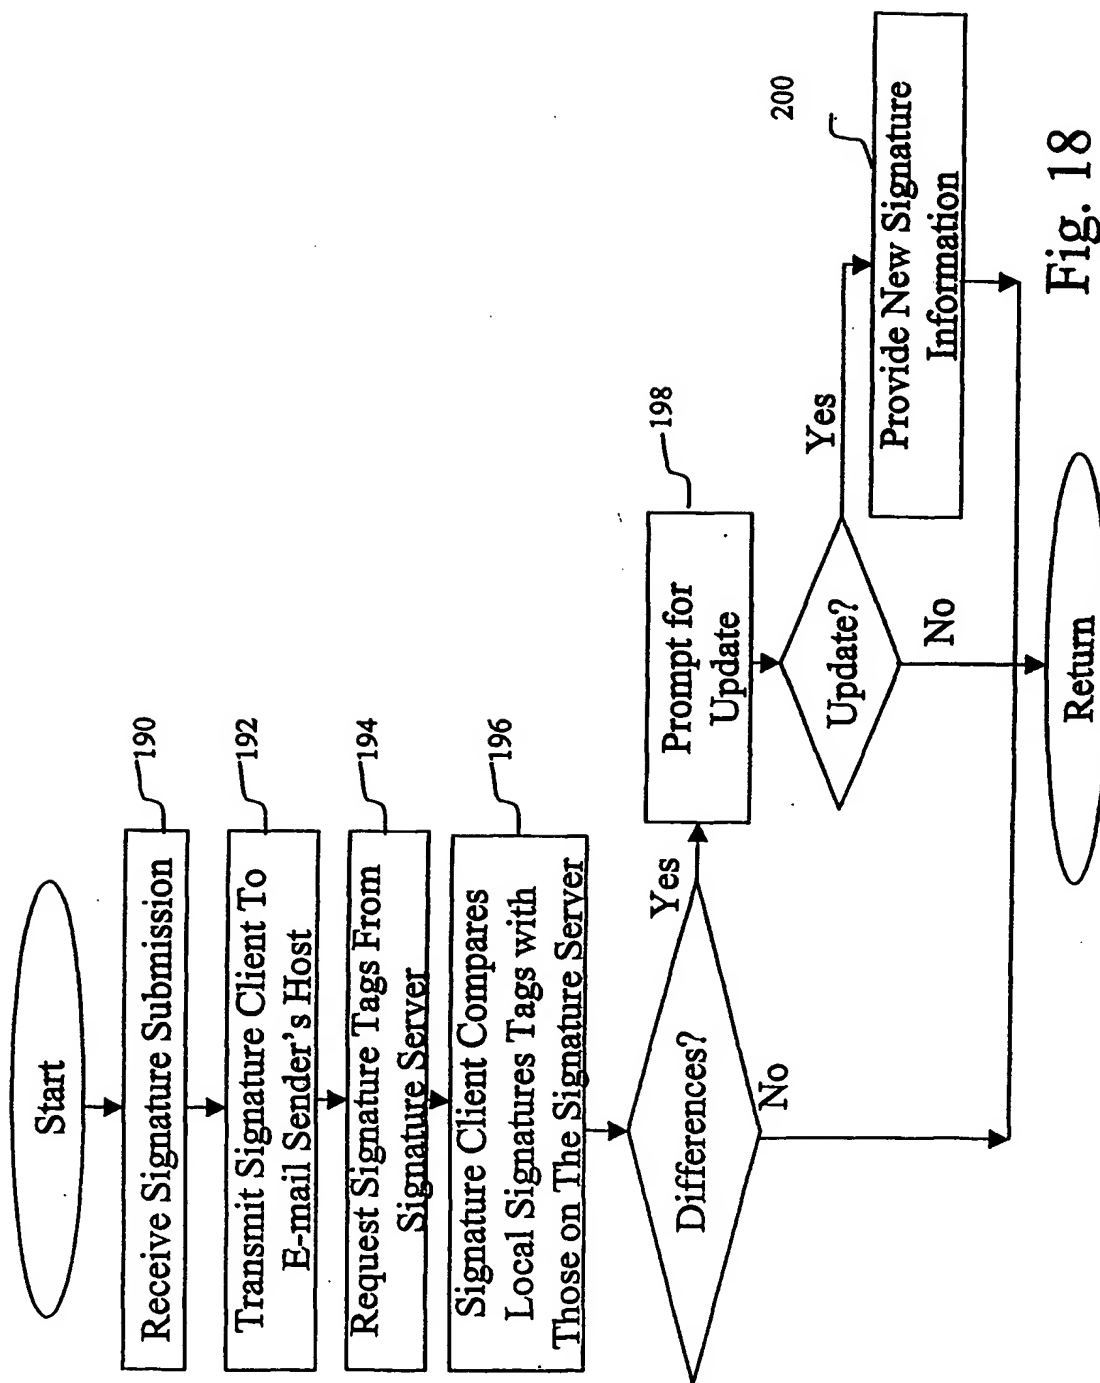 Start
Receive Signature Submission
190
Transmit Signature Client To
E-mail Sender's Host
192
Request Signature Tags From
Signature Server
194
Signature Client Compares
Local Signatures Tags with
Those on The Signature Server
196
Differences?
Yes
No
Prompt for
Update
198
Update?
Yes
No
Provide New Signature
Information
200
Return
Fig. 18